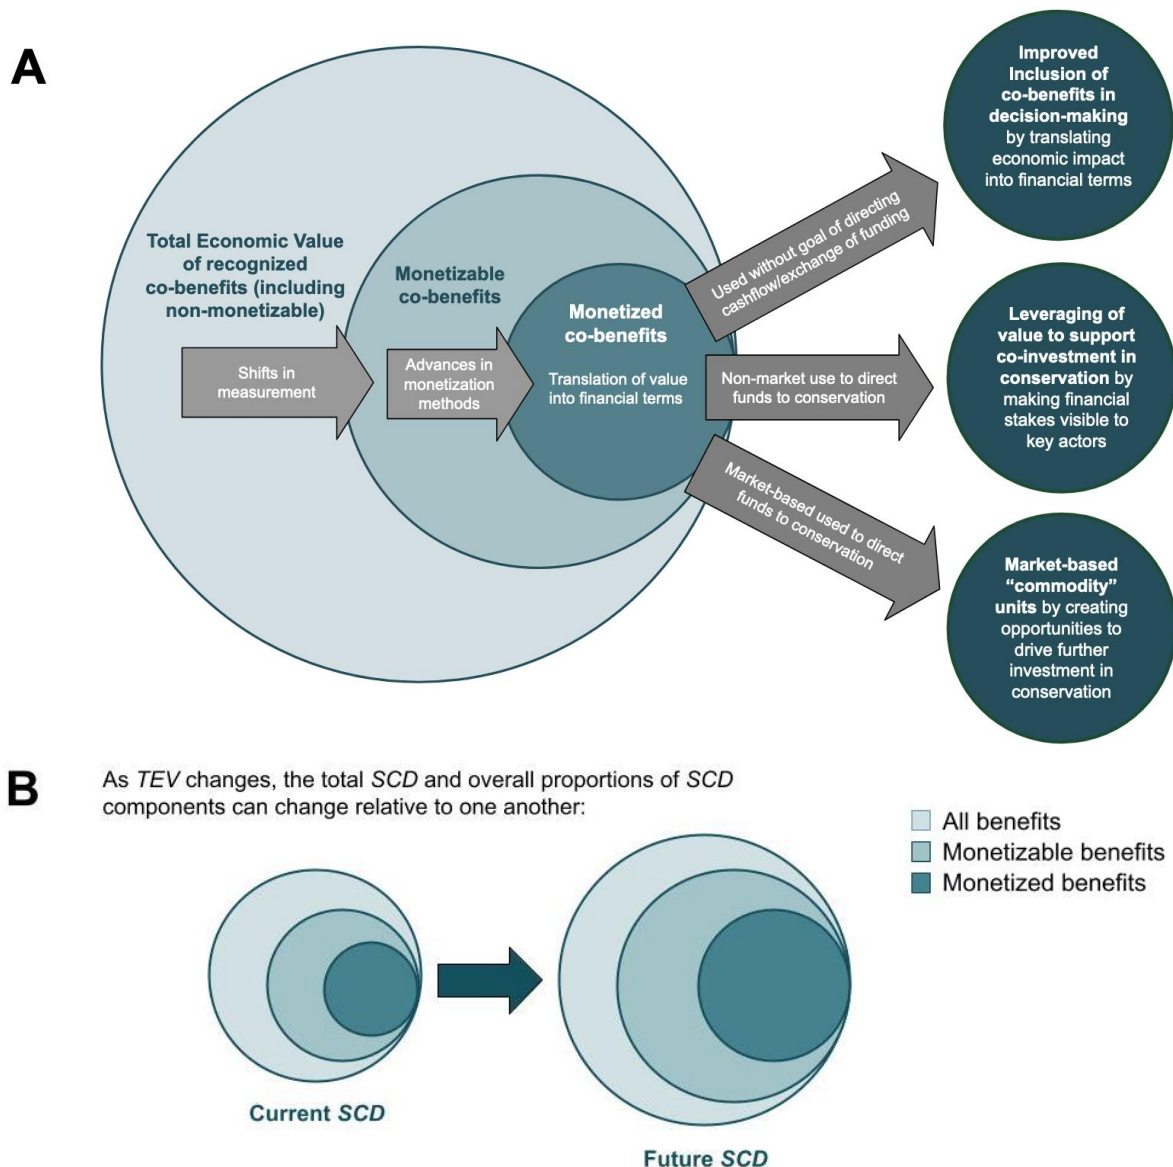 A
Total Economic Value
of recognized
co-benefits (including
non-monetizable)
Shifts in
measurement
Monetizable
co-benefits
Advances in
monetization
methods
Monetized
co-benefits
Translation of value
into financial terms
Used without goal of directing
cashflow/exchange of funding
Non-market use to direct
funds to conservation
Market-based used to direct
funds to conservation
Improved
Inclusion of
co-benefits in
decision-making
by translating
economic impact
into financial terms
Leveraging of
value to support
co-investment in
conservation by
making financial
stakes visible to
key actors
Market-based
“commodity”
units by creating
opportunities to
drive further
investment in
conservation
B
As TEV changes, the total SCD and overall proportions of SCD
components can change relative to one another:
All benefits
Monetizable benefits
Monetized benefits
Current SCD
Future SCD